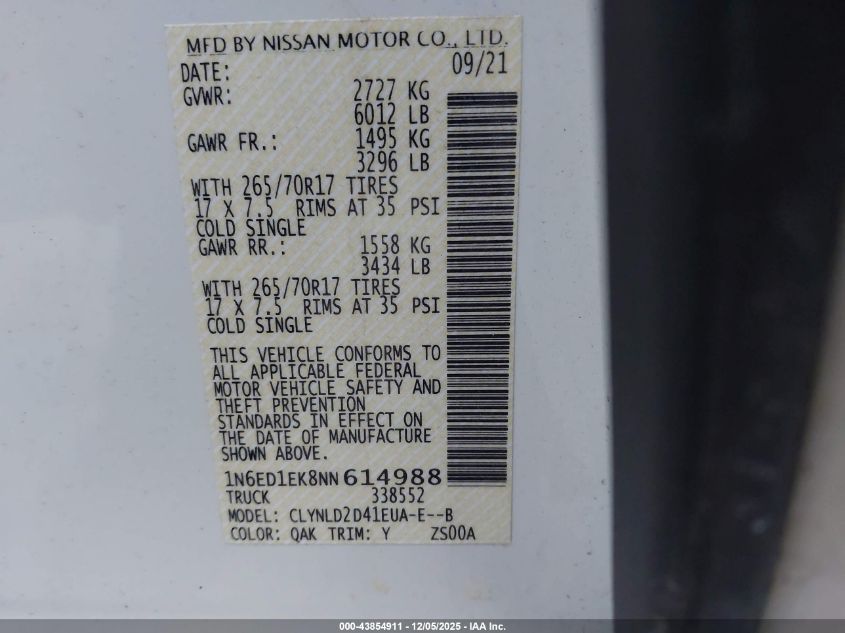 MFD BY NISSAN MOTOR CO., LTD.
DATE: 09/21
GVWR: 2727 KG
6012 LB
GAWR FR.: 1495 KG
3296 LB
WITH 265/70R17 TIRES
17 X 7.5 RIMS AT 35 PSI
COLD SINGLE
GAWR RR.: 1558 KG
3434 LB
WITH 265/70R17 TIRES
17 X 7.5 RIMS AT 35 PSI
COLD SINGLE
THIS VEHICLE CONFORMS TO
ALL APPLICABLE FEDERAL
MOTOR VEHICLE SAFETY AND
THEFT PREVENTION
STANDARDS IN EFFECT ON
THE DATE OF MANUFACTURE
SHOWN ABOVE.
1N6ED1EK8NN614988
TRUCK 338552
MODEL: CLYNLD2D41EUA-E--B
COLOR: QAK TRIM: Y ZS00A
000-43854911 - 12/05/2025 - IAA Inc.